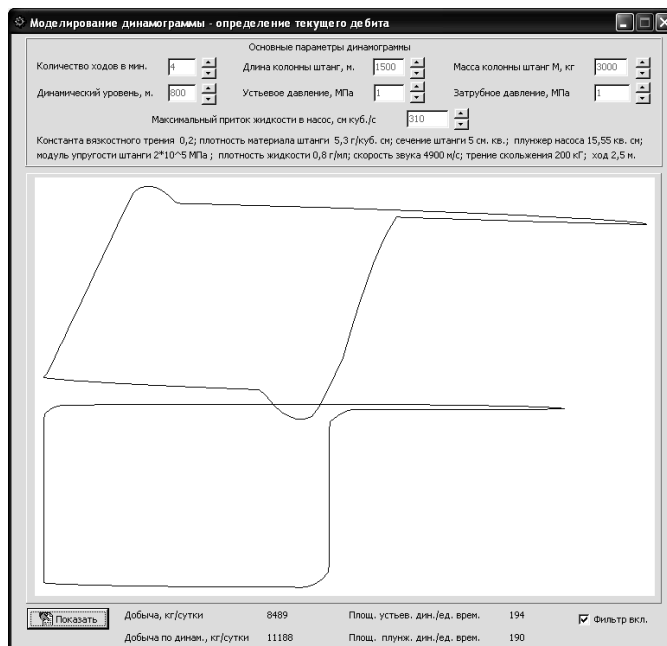 Моделирование динамограммы - определение текущего дебита
Основные параметры динамограммы
Количество ходов в мин. 4 Длина колонны штанг, м. 1500 Масса колонны штанг М, кг 3000
Динамический уровень, м. 800 Устьевое давление, МПа 1 Затрубное давление, МПа 1
Максимальный приток жидкости в насос, см куб./с 310
Константа вязкостного трения 0,2; плотность материала штанги 5,3 г/куб. см; сечение штанги 5 см. кв.; плунжер насоса 15,55 кв. см;
модуль упругости штанги 2*10^5 МПа ; плотность жидкости 0,8 г/мл; скорость звука 4900 м/с; трение скольжения 200 кГ; ход 2,5 м.
Показать Добыча, кг/сутки 8489 Площ. устьев. дин./ед. врем. 194 Фильтр вкл.
Добыча по динам., кг/сутки 11188 Площ. плунж. дин./ед. врем. 190